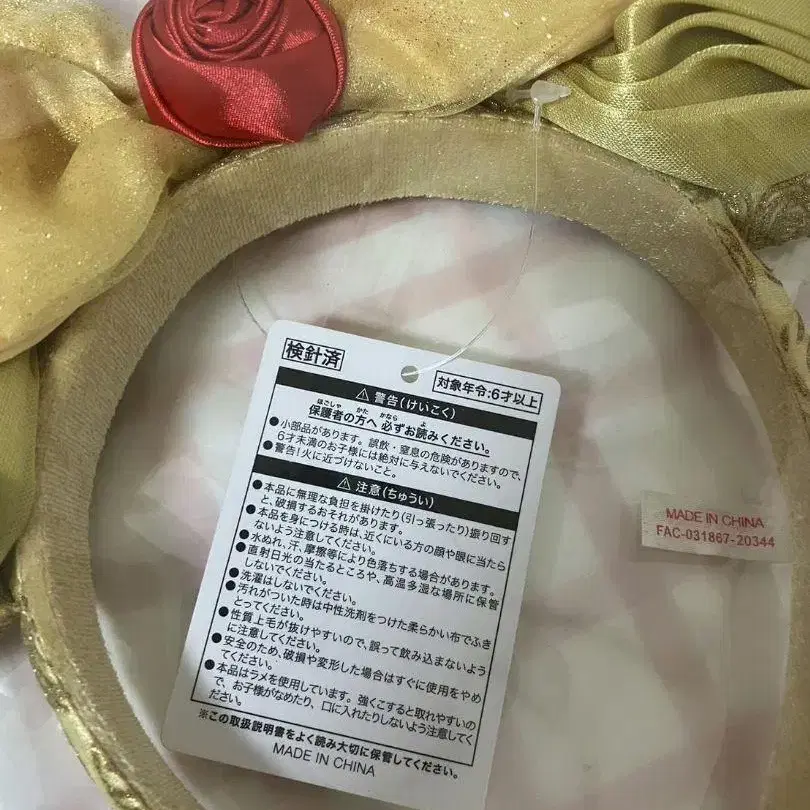 検針済
対象年令:6才以上
⚠ 警告(けいこく)
ほごしゃ かた かなら よ
保護者の方へ 必ずお読みください。
●小部品があります。誤飲・窒息の危険がありますので、
6才未満のお子様には絶対に与えないでください。
●警告!火に近づけないこと。
⚠ 注意(ちゅうい)
●本品に無理な負担を掛けたり(引っ張ったり)振り回す
と、破損するおそれがあります。
●本品を身につける時は、近くにいる方の顔や眼に当たら
ないよう注意してください。
●水ぬれ、汗、摩擦等により色落ちする場合があります。
●直射日光の当たるところや、高温多湿な場所に保管
しないでください。
●洗濯はしないでください。
●汚れがついた時は中性洗剤をつけた柔らかい布でふき
とってください。
●性質上毛が抜けやすいので、誤って飲み込まないよう
に注意してください。
●安全のため、破損や変形した場合はすぐに使用をやめ
てください。
●本品はラメを使用しています。強くこすると取れやすいの
で、お子様がなめたり、口に入れたりしないよう注意してく
ださい。
※この取扱説明書をよく読み大切に保管してください。
MADE IN CHINA
MADE IN CHINA
FAC-031867-20344